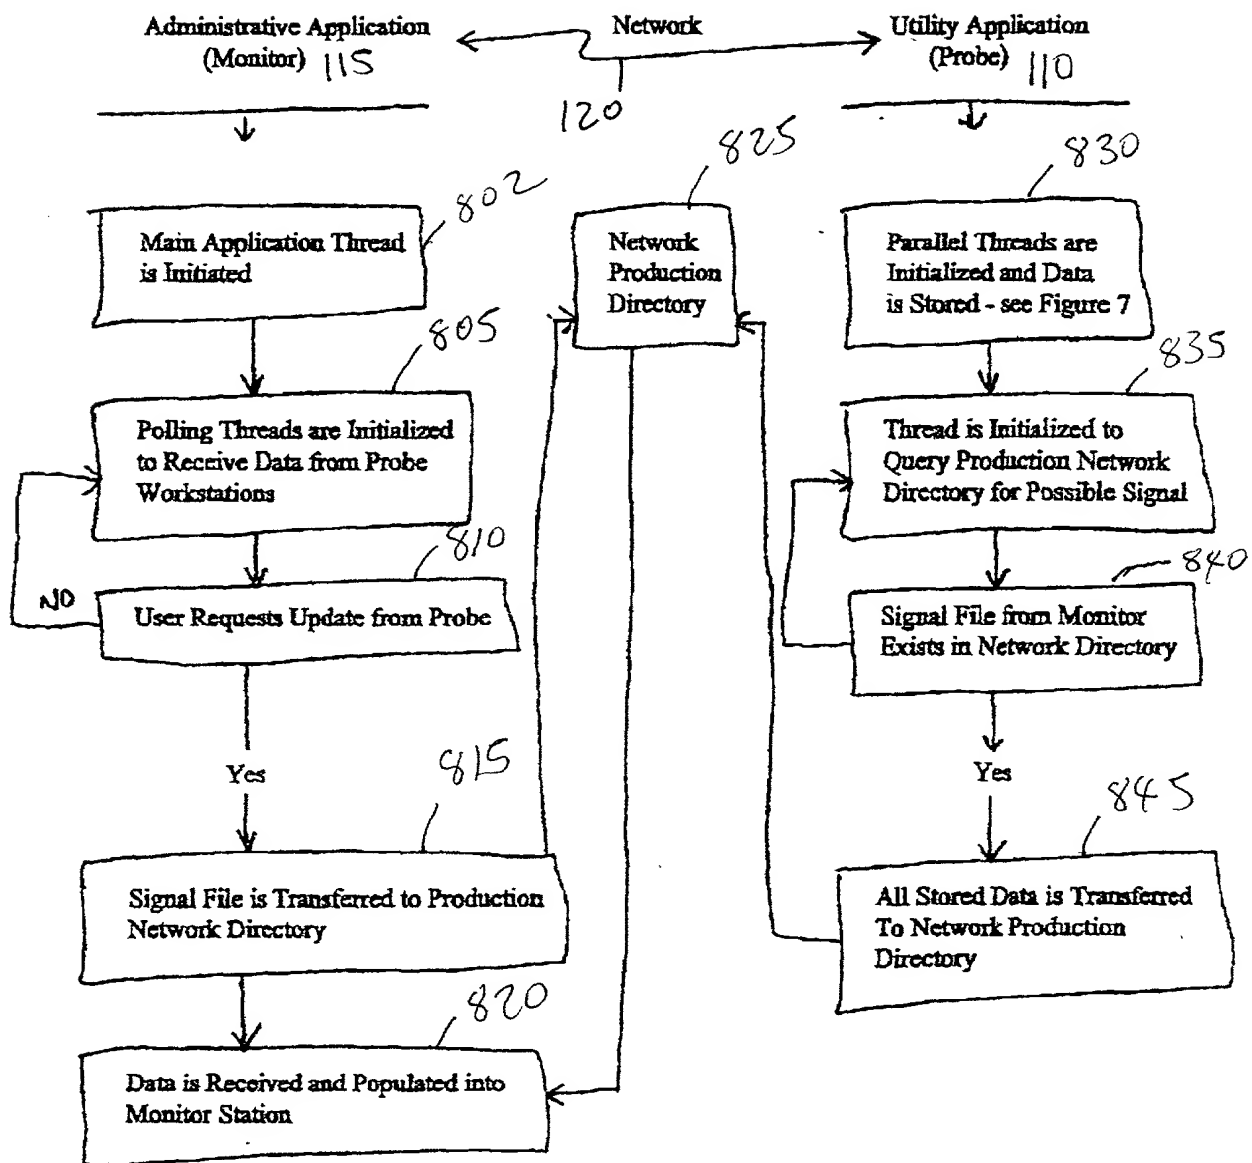 Administrative Application
(Monitor) 115
Network
120
Utility Application
(Probe) 110
802
Main Application Thread
is Initiated
805
Polling Threads are Initialized
to Receive Data from Probe
Workstations
810
NO
User Requests Update from Probe
Yes
815
Signal File is Transferred to Production
Network Directory
820
Data is Received and Populated into
Monitor Station
825
Network
Production
Directory
830
Parallel Threads are
Initialized and Data
is Stored - see Figure 7
835
Thread is Initialized to
Query Production Network
Directory for Possible Signal
840
Signal File from Monitor
Exists in Network Directory
Yes
845
All Stored Data is Transferred
To Network Production
Directory